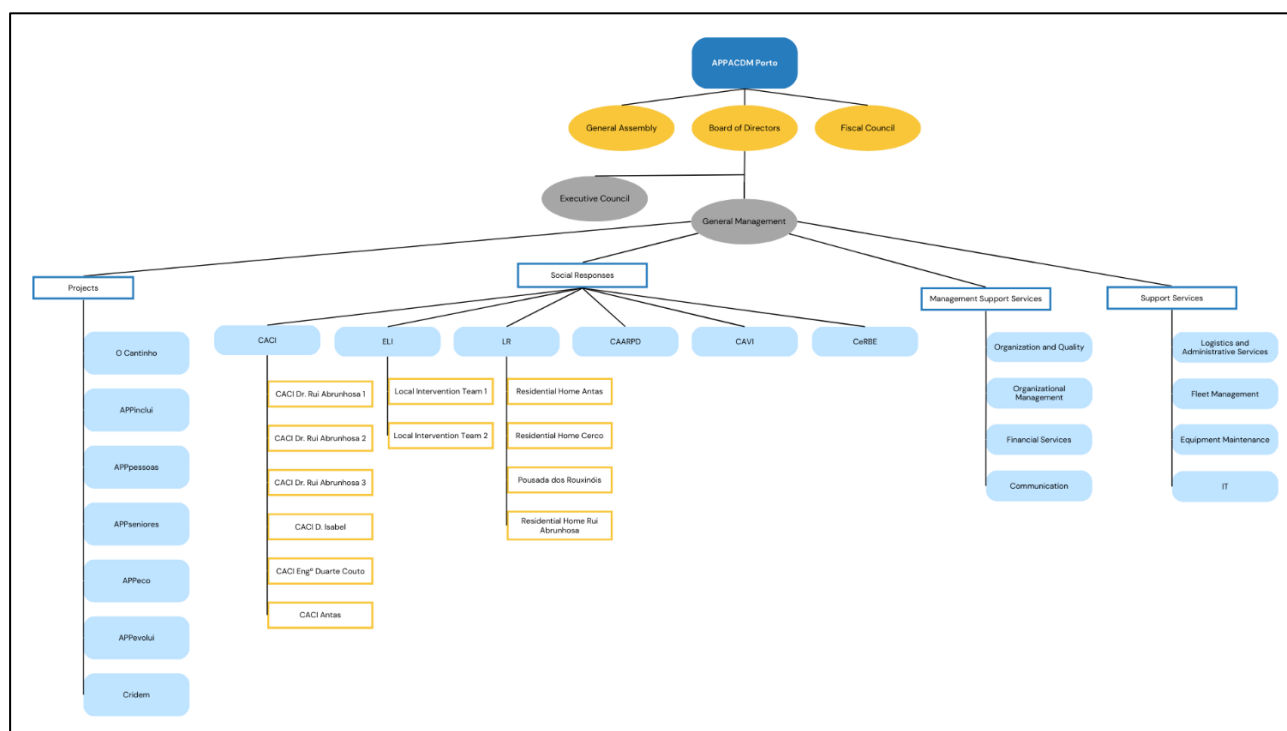 APPACDM Porto
General Assembly
Board of Directors
Fiscal Council
Executive Council
General Management
Projects
Social Responses
Management Support Services
Support Services
O Cantinho
APPinclui
APPpessoas
APPseniores
APPeco
APPevolui
Cridem
CACI
ELI
LR
CAARPD
CAVI
CeRBE
CACI Dr. Rui Abrunhosa 1
CACI Dr. Rui Abrunhosa 2
CACI Dr. Rui Abrunhosa 3
CACI D. Isabel
CACI Engº Duarte Couto
CACI Antas
Local Intervention Team 1
Local Intervention Team 2
Residential Home Antas
Residential Home Cerco
Pousada dos Rouxinóis
Residential Home Rui
Abrunhosa
Organization and Quality
Organizational
Management
Financial Services
Communication
Logistics and
Administrative Services
Fleet Management
Equipment Maintenance
IT